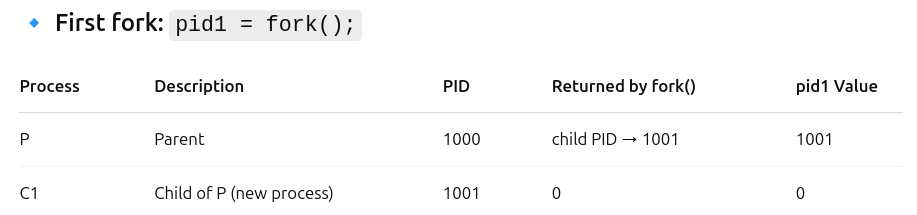 First fork: pid1 = fork();
Process Description PID Returned by fork() pid1 Value
P Parent 1000 child PID → 1001 1001
C1 Child of P (new process) 1001 0 0